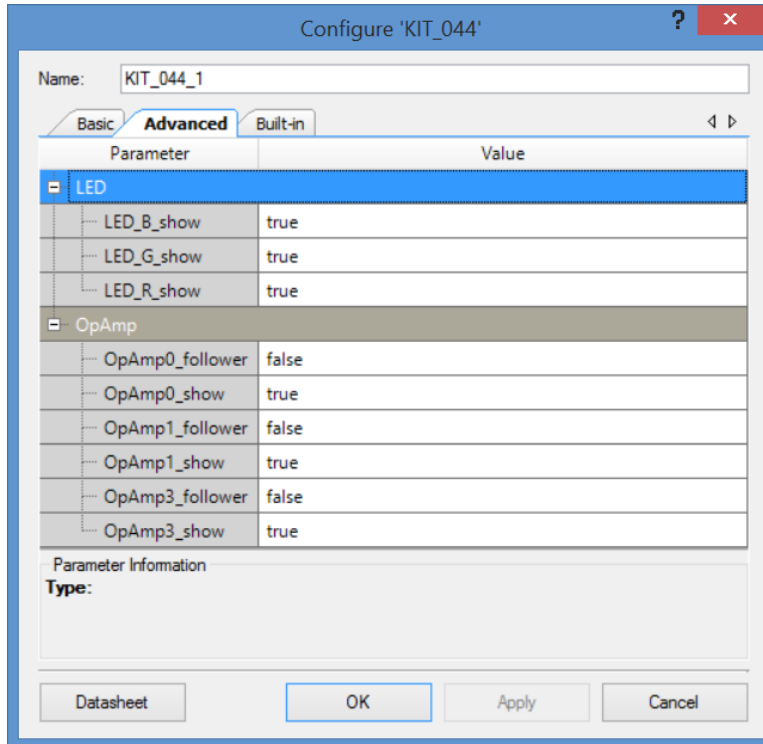 Configure 'KIT_044'
?
Name: KIT_044_1
Basic Advanced Built-in
Parameter Value
LED
LED_B_show true
LED_G_show true
LED_R_show true
OpAmp
OpAmp0_follower false
OpAmp0_show true
OpAmp1_follower false
OpAmp1_show true
OpAmp3_follower false
OpAmp3_show true
Parameter Information
Type:
Datasheet OK Apply Cancel